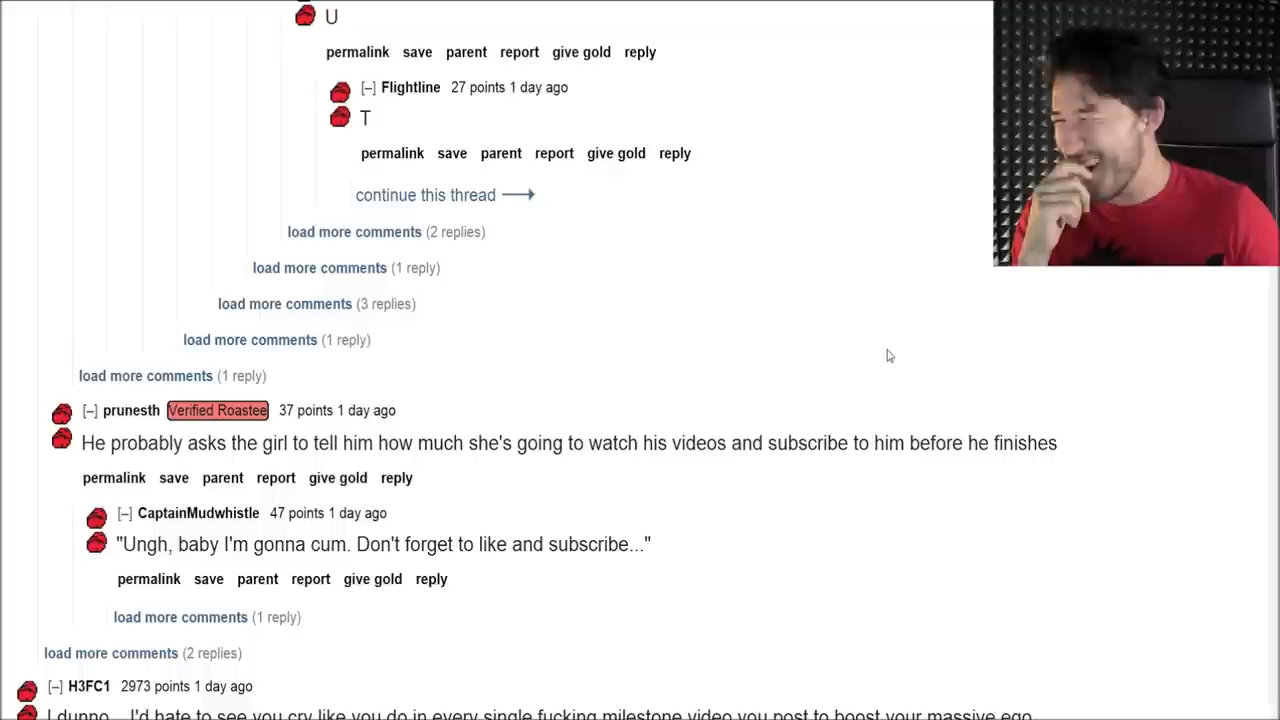 U
permalink save parent report give gold reply
[–] Flightline 27 points 1 day ago
T
permalink save parent report give gold reply
continue this thread
load more comments (2 replies)
load more comments (1 reply)
load more comments (3 replies)
load more comments (1 reply)
load more comments (1 reply)
[–] prunesth Verified Roastee 37 points 1 day ago
He probably asks the girl to tell him how much she's going to watch his videos and subscribe to him before he finishes
permalink save parent report give gold reply
[–] CaptainMudwhistle 47 points 1 day ago
"Ungh, baby I'm gonna cum. Don't forget to like and subscribe..."
permalink save parent report give gold reply
load more comments (1 reply)
load more comments (2 replies)
[–] H3FC1 2973 points 1 day ago
I dunno... I'd hate to see you cry like you do in every single fucking milestone video you post to boost your massive ego